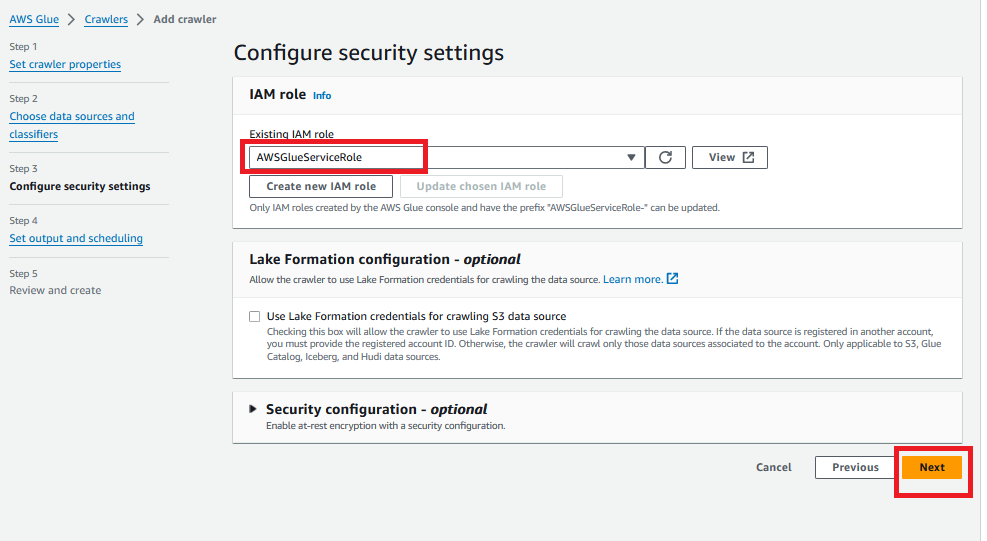 AWS Glue > Crawlers > Add crawler
Step 1
Set crawler properties
Step 2
Choose data sources and
classifiers
Step 3
Configure security settings
Step 4
Set output and scheduling
Step 5
Review and create
Configure security settings
IAM role Info
Existing IAM role
AWSGlueServiceRole
View
Create new IAM role
Update chosen IAM role
Only IAM roles created by the AWS Glue console and have the prefix "AWSGlueServiceRole-" can be updated.
Lake Formation configuration - optional
Allow the crawler to use Lake Formation credentials for crawling the data source. Learn more.
Use Lake Formation credentials for crawling S3 data source
Checking this box will allow the crawler to use Lake Formation credentials for crawling the data source. If the data source is registered in another account,
you must provide the registered account ID. Otherwise, the crawler will crawl only those data sources associated to the account. Only applicable to S3, Glue
Catalog, Iceberg, and Hudi data sources.
Security configuration - optional
Enable at-rest encryption with a security configuration.
Cancel
Previous
Next